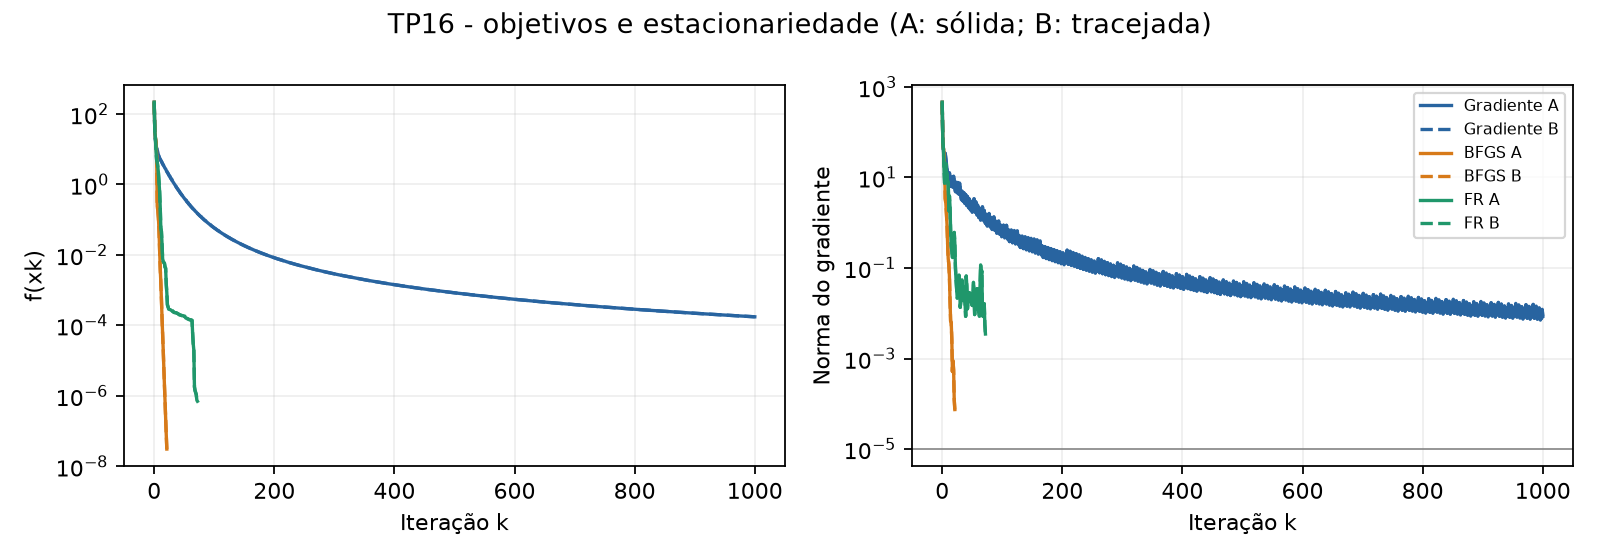 TP16 - objetivos e estacionariedade (A: sólida; B: tracejada)
f(xk)
10^2
10^0
10^-2
10^-4
10^-6
10^-8
0 200 400 600 800 1000
Iteração k
Norma do gradiente
10^3
10^1
10^-1
10^-3
10^-5
0 200 400 600 800 1000
Iteração k
Gradiente A
Gradiente B
BFGS A
BFGS B
FR A
FR B